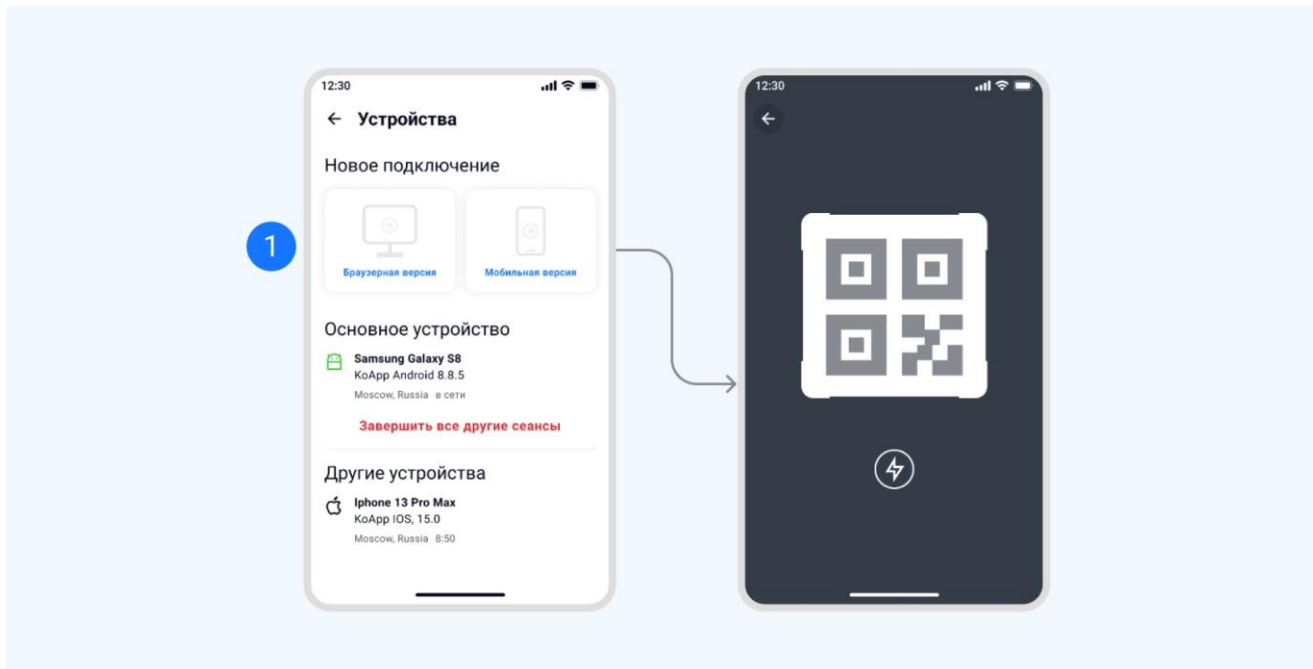 12:30
← Устройства
Новое подключение
1
Браузерная версия
Мобильная версия
Основное устройство
Samsung Galaxy S8
KoApp Android 8.8.5
Moscow, Russia в сети
Завершить все другие сеансы
Другие устройства
Iphone 13 Pro Max
KoApp IOS, 15.0
Moscow, Russia 8:50
12:30